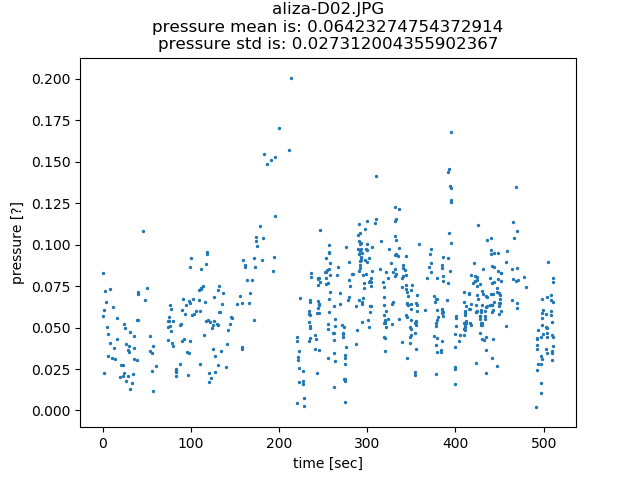 aliza-D02.JPG
pressure mean is: 0.06423274754372914
pressure std is: 0.027312004355902367
0.200
0.175
0.150
0.125
0.100
0.075
0.050
0.025
0.000
pressure [?]
0 100 200 300 400 500
time [sec]